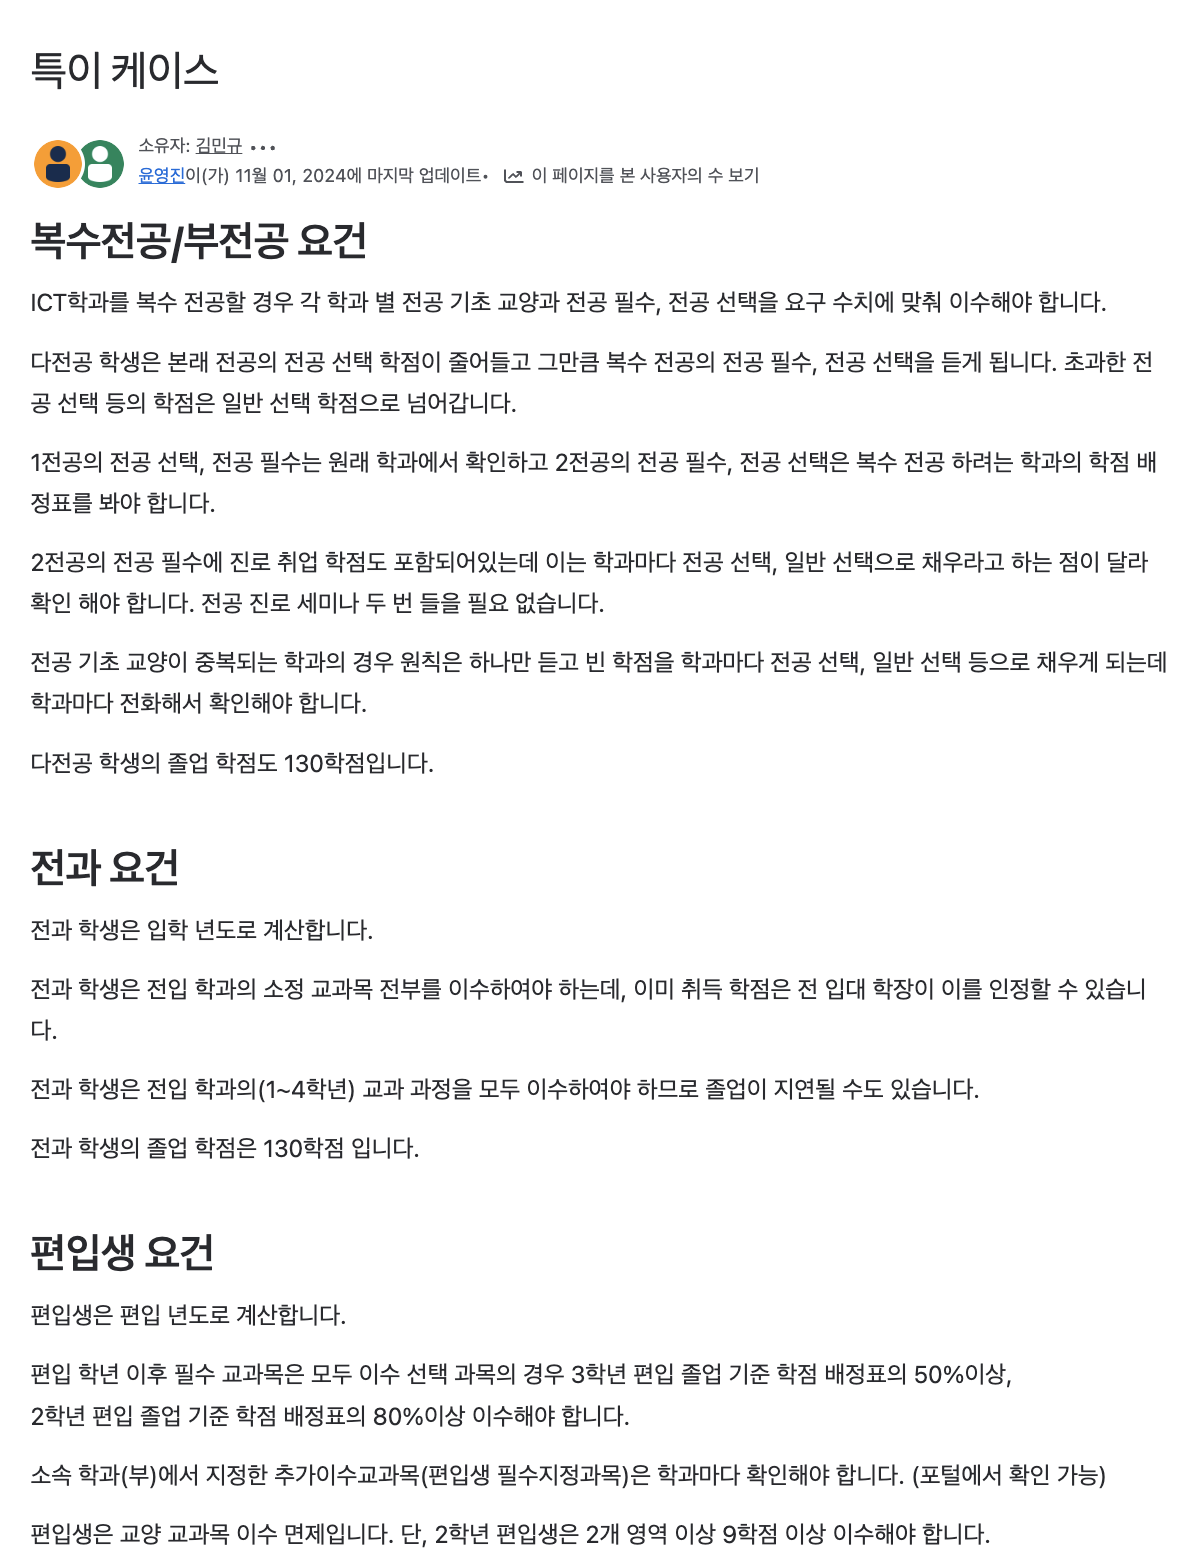 특이 케이스
소유자: 김민규 •••
윤영진이(가) 11월 01, 2024에 마지막 업데이트• 이 페이지를 본 사용자의 수 보기
복수전공/부전공 요건
ICT학과를 복수 전공할 경우 각 학과 별 전공 기초 교양과 전공 필수, 전공 선택을 요구 수치에 맞춰 이수해야 합니다.
다전공 학생은 본래 전공의 전공 선택 학점이 줄어들고 그만큼 복수 전공의 전공 필수, 전공 선택을 듣게 됩니다. 초과한 전
공 선택 등의 학점은 일반 선택 학점으로 넘어갑니다.
1전공의 전공 선택, 전공 필수는 원래 학과에서 확인하고 2전공의 전공 필수, 전공 선택은 복수 전공 하려는 학과의 학점 배
정표를 봐야 합니다.
2전공의 전공 필수에 진로 취업 학점도 포함되어있는데 이는 학과마다 전공 선택, 일반 선택으로 채우라고 하는 점이 달라
확인 해야 합니다. 전공 진로 세미나 두 번 들을 필요 없습니다.
전공 기초 교양이 중복되는 학과의 경우 원칙은 하나만 듣고 빈 학점을 학과마다 전공 선택, 일반 선택 등으로 채우게 되는데
학과마다 전화해서 확인해야 합니다.
다전공 학생의 졸업 학점도 130학점입니다.
전과 요건
전과 학생은 입학 년도로 계산합니다.
전과 학생은 전입 학과의 소정 교과목 전부를 이수하여야 하는데, 이미 취득 학점은 전 입대 학장이 이를 인정할 수 있습니
다.
전과 학생은 전입 학과의(1~4학년) 교과 과정을 모두 이수하여야 하므로 졸업이 지연될 수도 있습니다.
전과 학생의 졸업 학점은 130학점 입니다.
편입생 요건
편입생은 편입 년도로 계산합니다.
편입 학년 이후 필수 교과목은 모두 이수 선택 과목의 경우 3학년 편입 졸업 기준 학점 배정표의 50%이상,
2학년 편입 졸업 기준 학점 배정표의 80%이상 이수해야 합니다.
소속 학과(부)에서 지정한 추가이수교과목(편입생 필수지정과목)은 학과마다 확인해야 합니다. (포털에서 확인 가능)
편입생은 교양 교과목 이수 면제입니다. 단, 2학년 편입생은 2개 영역 이상 9학점 이상 이수해야 합니다.